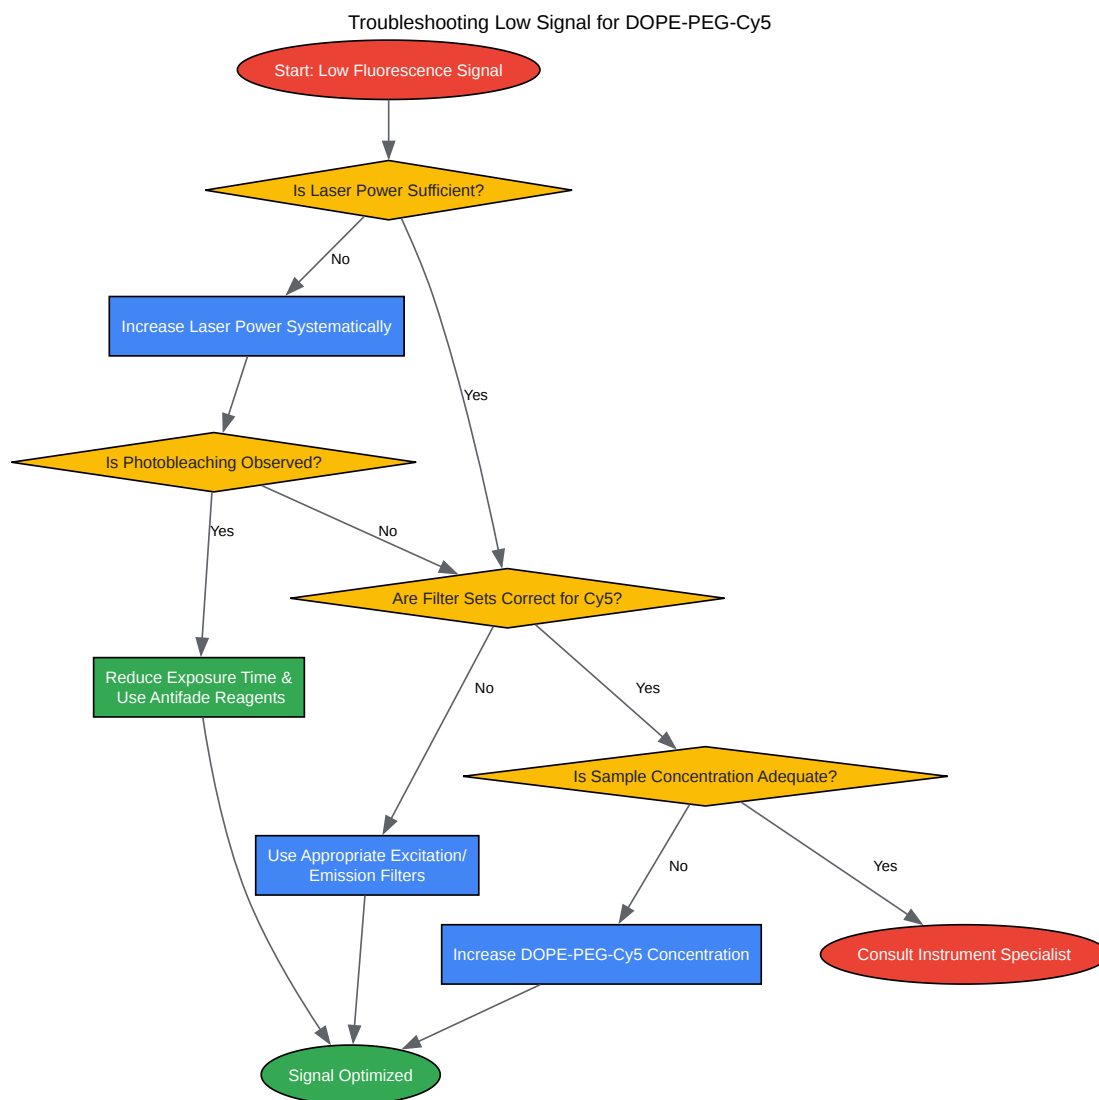 Troubleshooting Low Signal for DOPE-PEG-Cy5
Start: Low Fluorescence Signal
Is Laser Power Sufficient?
No
Increase Laser Power Systematically
Yes
Is Photobleaching Observed?
Yes
No
Are Filter Sets Correct for Cy5?
Reduce Exposure Time &
Use Antifade Reagents
No
Yes
Is Sample Concentration Adequate?
Use Appropriate Excitation/
Emission Filters
No
Yes
Increase DOPE-PEG-Cy5 Concentration
Consult Instrument Specialist
Signal Optimized